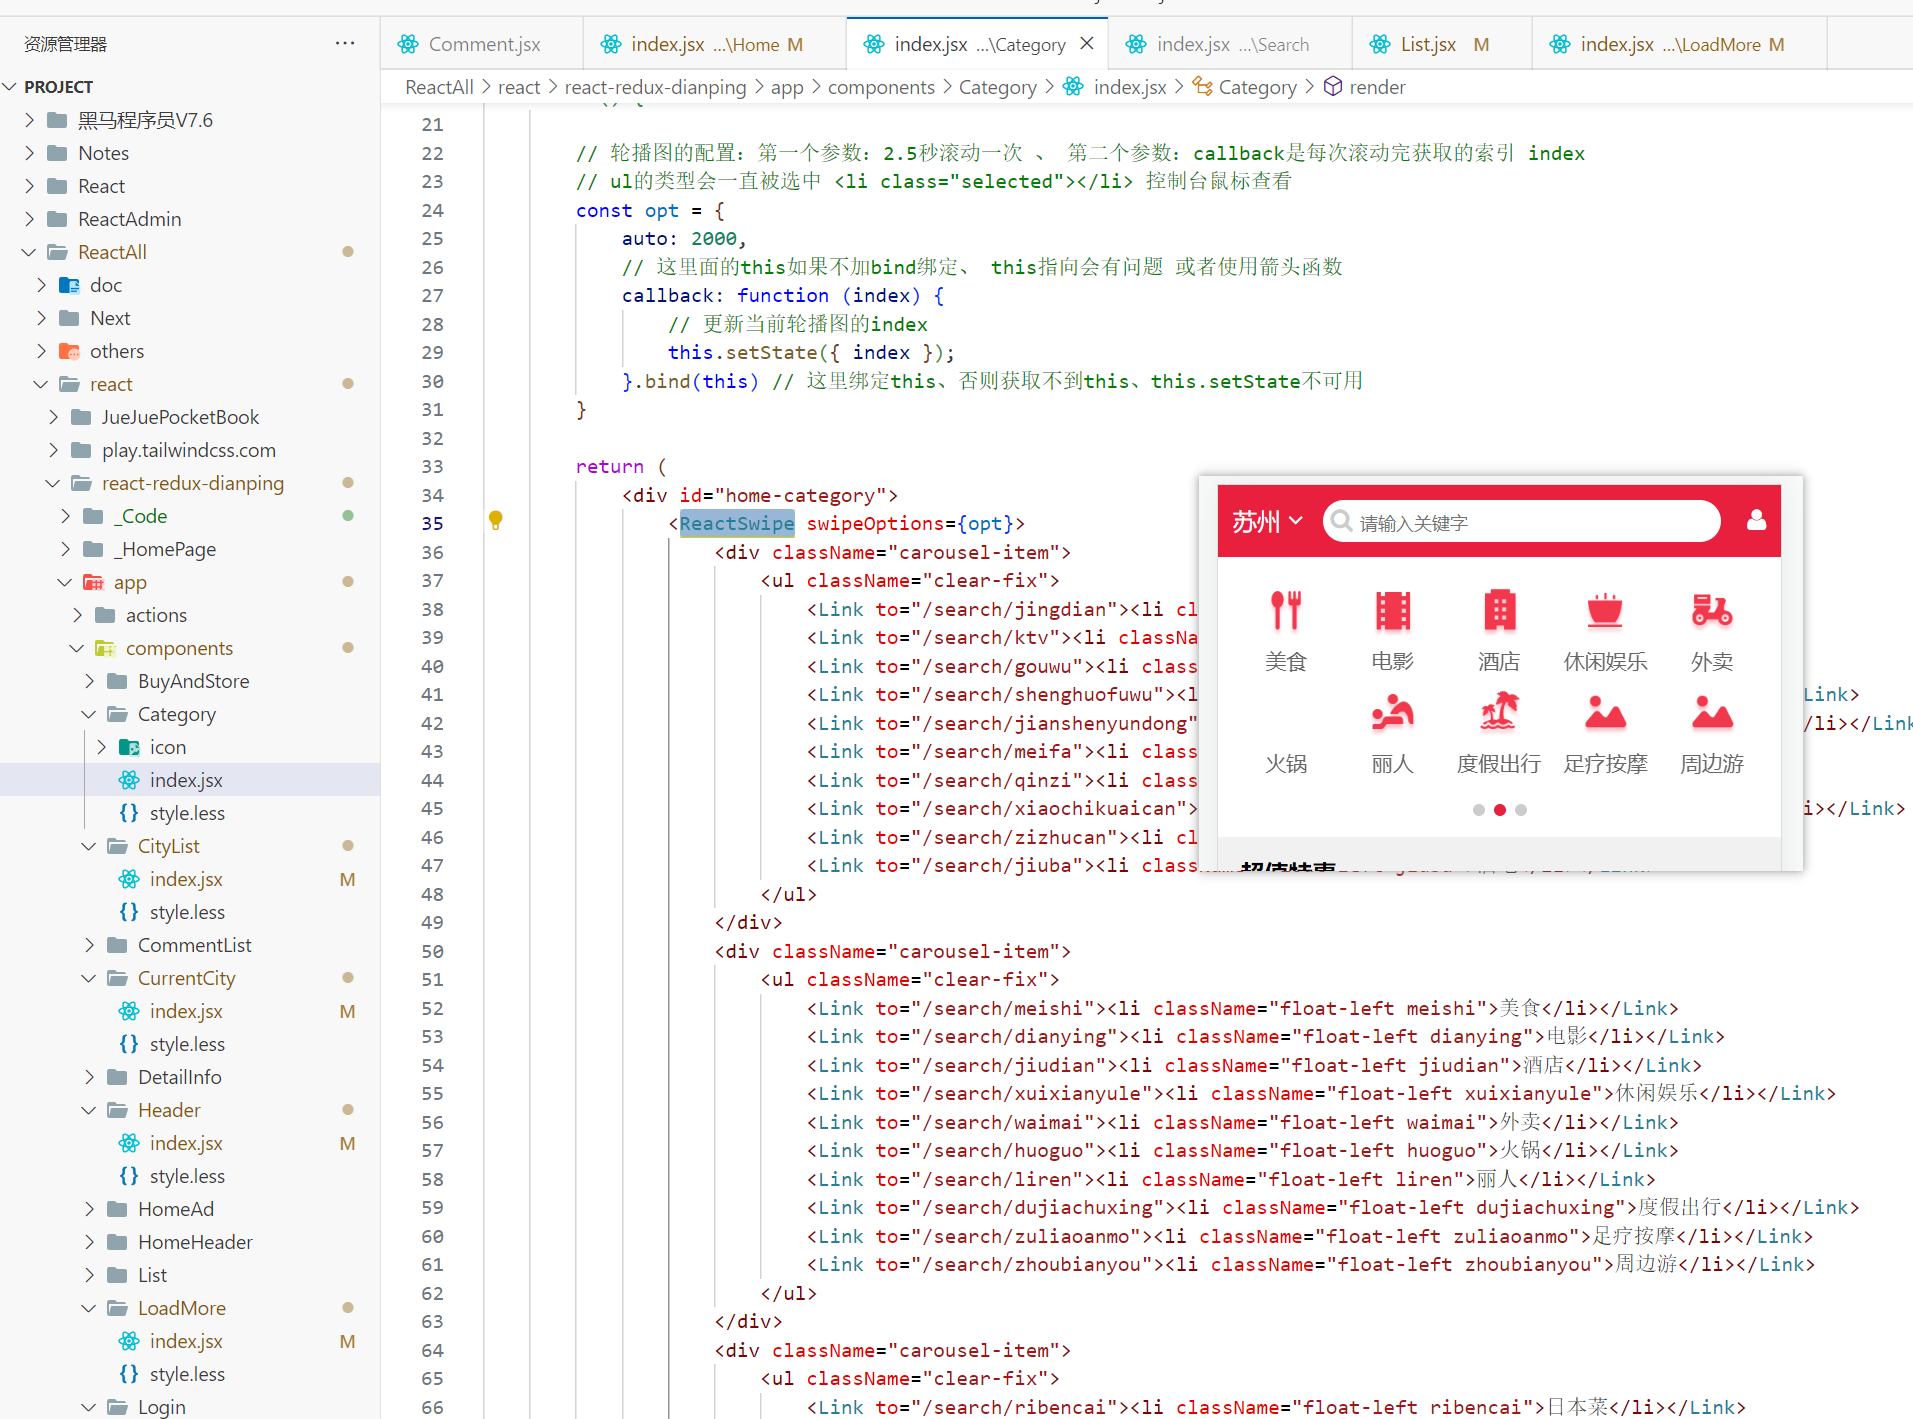 资源管理器
PROJECT
黑马程序员V7.6
Notes
React
ReactAdmin
ReactAll
doc
Next
others
react
JueJuePocketBook
play.tailwindcss.com
react-redux-dianping
_Code
_HomePage
app
actions
components
BuyAndStore
Category
icon
index.jsx
style.less
CityList
index.jsx M
style.less
CommentList
CurrentCity
index.jsx M
style.less
DetailInfo
Header
index.jsx M
style.less
HomeAd
HomeHeader
List
LoadMore
index.jsx M
style.less
Login
Comment.jsx index.jsx ...\Home M index.jsx ...\Category index.jsx ...\Search List.jsx M index.jsx ...\LoadMore M
ReactAll > react > react-redux-dianping > app > components > Category > index.jsx > Category > render
21
22 // 轮播图的配置：第一个参数：2.5秒滚动一次 、 第二个参数：callback是每次滚动完获取的索引 index
23 // ul的类型会一直被选中 <li class="selected"></li> 控制台鼠标查看
24 const opt = {
25 auto: 2000,
26 // 这里面的this如果不加bind绑定、 this指向会有问题 或者使用箭头函数
27 callback: function (index) {
28 // 更新当前轮播图的index
29 this.setState({ index });
30 }.bind(this) // 这里绑定this、否则获取不到this、this.setState不可用
31 }
32
33 return (
34 <div id="home-category">
35 <ReactSwipe swipeOptions={opt}>
36 <div className="carousel-item">
37 <ul className="clear-fix">
38 <Link to="/search/jingdian"><li cl
39 <Link to="/search/ktv"><li classNa
40 <Link to="/search/gouwu"><li class
41 <Link to="/search/shenghuofuwu"><l Link>
42 <Link to="/search/jianshenyundong" /li></Link
43 <Link to="/search/meifa"><li class
44 <Link to="/search/qinzi"><li class
45 <Link to="/search/xiaochikuaican"> i></Link>
46 <Link to="/search/zizhucan"><li cl
47 <Link to="/search/jiuba"><li class
48 </ul>
49 </div>
50 <div className="carousel-item">
51 <ul className="clear-fix">
52 <Link to="/search/meishi"><li className="float-left meishi">美食</li></Link>
53 <Link to="/search/dianying"><li className="float-left dianying">电影</li></Link>
54 <Link to="/search/jiudian"><li className="float-left jiudian">酒店</li></Link>
55 <Link to="/search/xuixianyule"><li className="float-left xuixianyule">休闲娱乐</li></Link>
56 <Link to="/search/waimai"><li className="float-left waimai">外卖</li></Link>
57 <Link to="/search/huoguo"><li className="float-left huoguo">火锅</li></Link>
58 <Link to="/search/liren"><li className="float-left liren">丽人</li></Link>
59 <Link to="/search/dujiachuxing"><li className="float-left dujiachuxing">度假出行</li></Link>
60 <Link to="/search/zuliaoanmo"><li className="float-left zuliaoanmo">足疗按摩</li></Link>
61 <Link to="/search/zhoubianyou"><li className="float-left zhoubianyou">周边游</li></Link>
62 </ul>
63 </div>
64 <div className="carousel-item">
65 <ul className="clear-fix">
66 <Link to="/search/ribencai"><li className="float-left ribencai">日本菜</li></Link>
苏州 请输入关键字
美食 电影 酒店 休闲娱乐 外卖
火锅 丽人 度假出行 足疗按摩 周边游